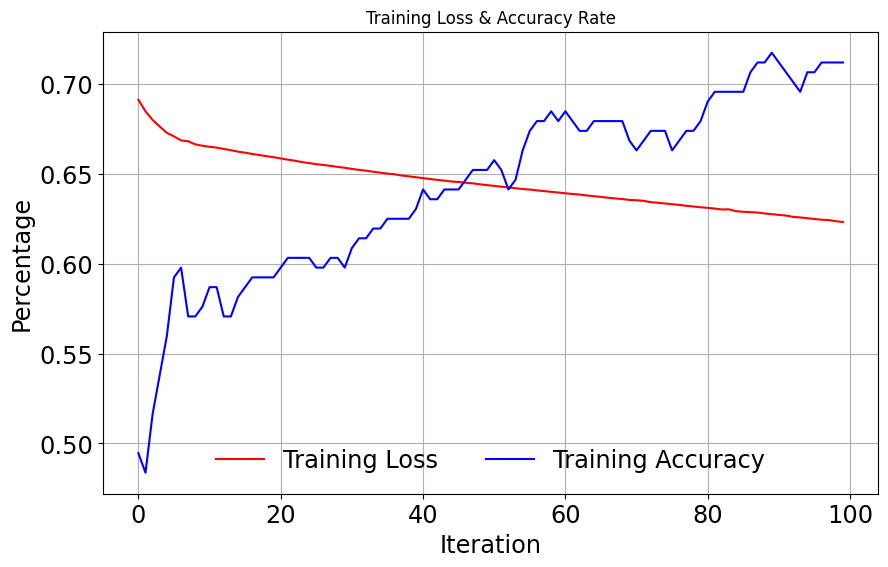 Training Loss & Accuracy Rate
Percentage
0.70
0.65
0.60
0.55
0.50
Training Loss
Training Accuracy
0
20
40
60
80
100
Iteration